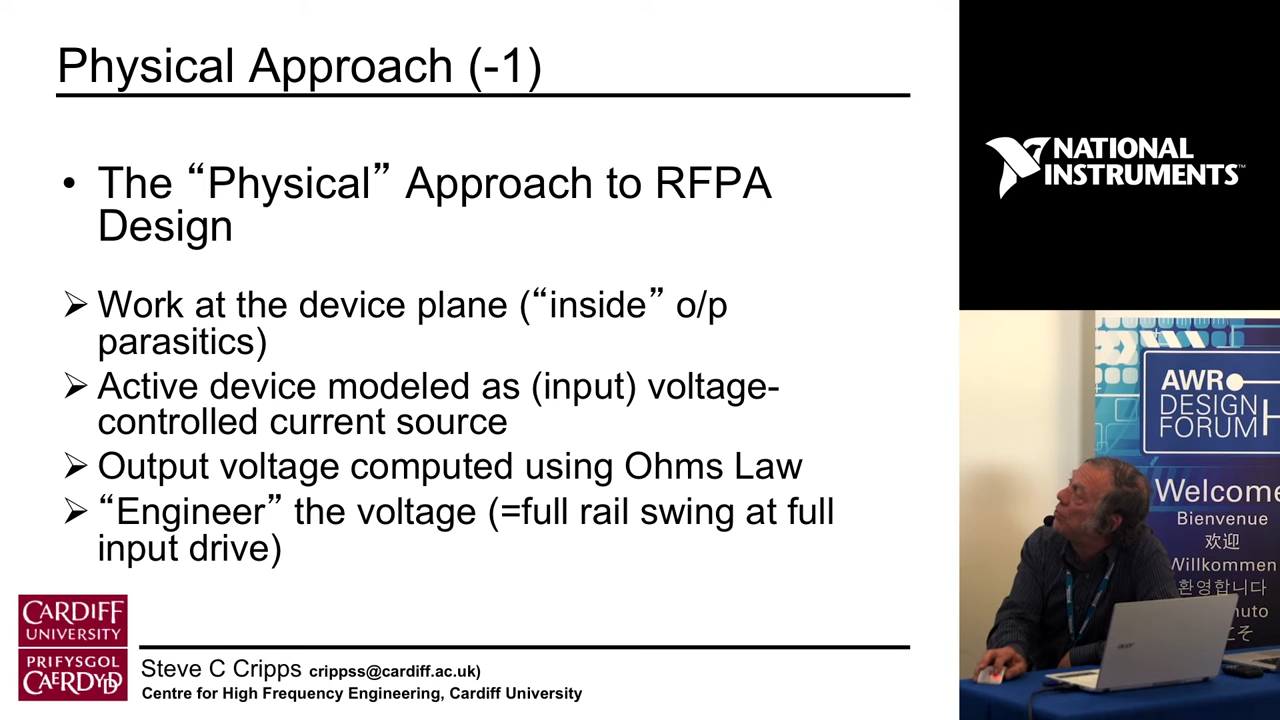 Physical Approach (-1)
• The “Physical” Approach to RFPA
Design
➢ Work at the device plane (“inside” o/p
parasitics)
➢ Active device modeled as (input) voltage-
controlled current source
➢ Output voltage computed using Ohms Law
➢ “Engineer” the voltage (=full rail swing at full
input drive)
CARDIFF
UNIVERSITY
PRIFYSGOL
CAERDYDD
Steve C Cripps crippss@cardiff.ac.uk)
Centre for High Frequency Engineering, Cardiff University
NATIONAL
INSTRUMENTS™
AWR
DESIGN
FORUM
Welcome
Bienvenue
欢迎
Willkommen
환영합니다
acer